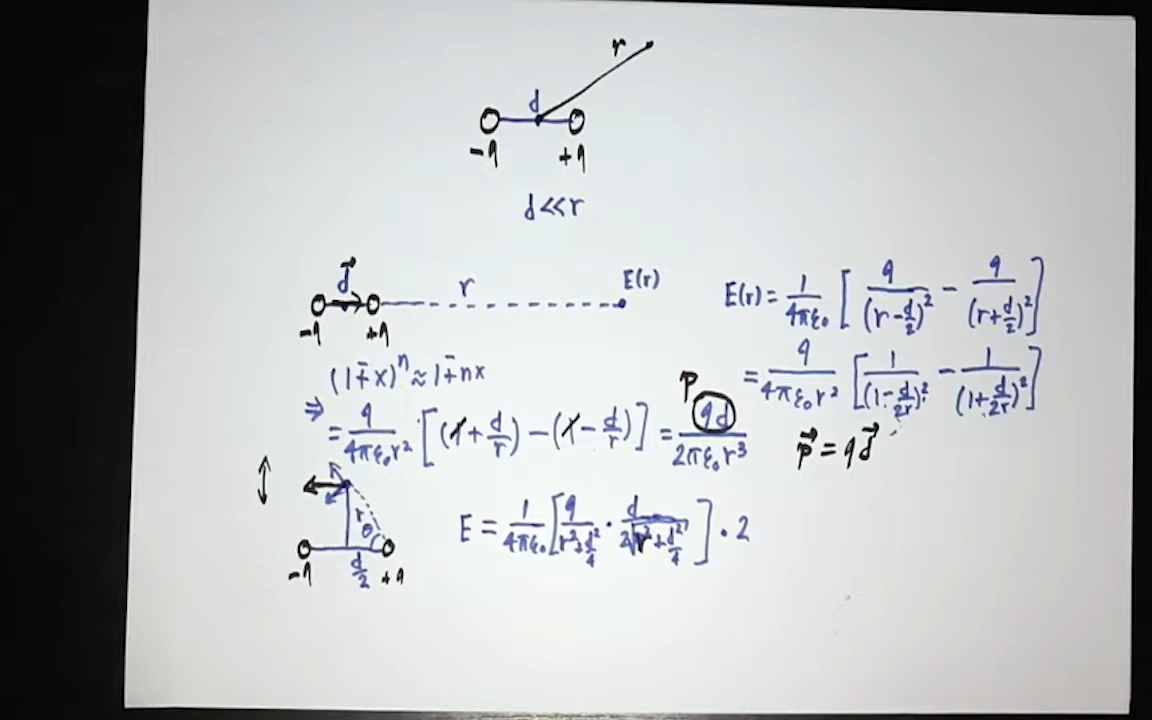 r
d
-q +q
d<<r
d⃗ r E(r)
-q +q
E(r) = 1/4πε₀ [ q/(r-d/2)² - q/(r+d/2)² ]
= q/4πε₀r² [ 1/(1-d/2r)² - 1/(1+d/2r)² ]
(1∓x)ⁿ ≈ 1∓nx
⇒ = q/4πε₀r² [ (1+d/r) - (1-d/r) ] = qd/2πε₀r³
P
p⃗ = qd⃗
r
θ
-q d/2 +q
E = 1/4πε₀ [ q/(r²+d²/4) · d/2√(r²+d²/4) ] · 2